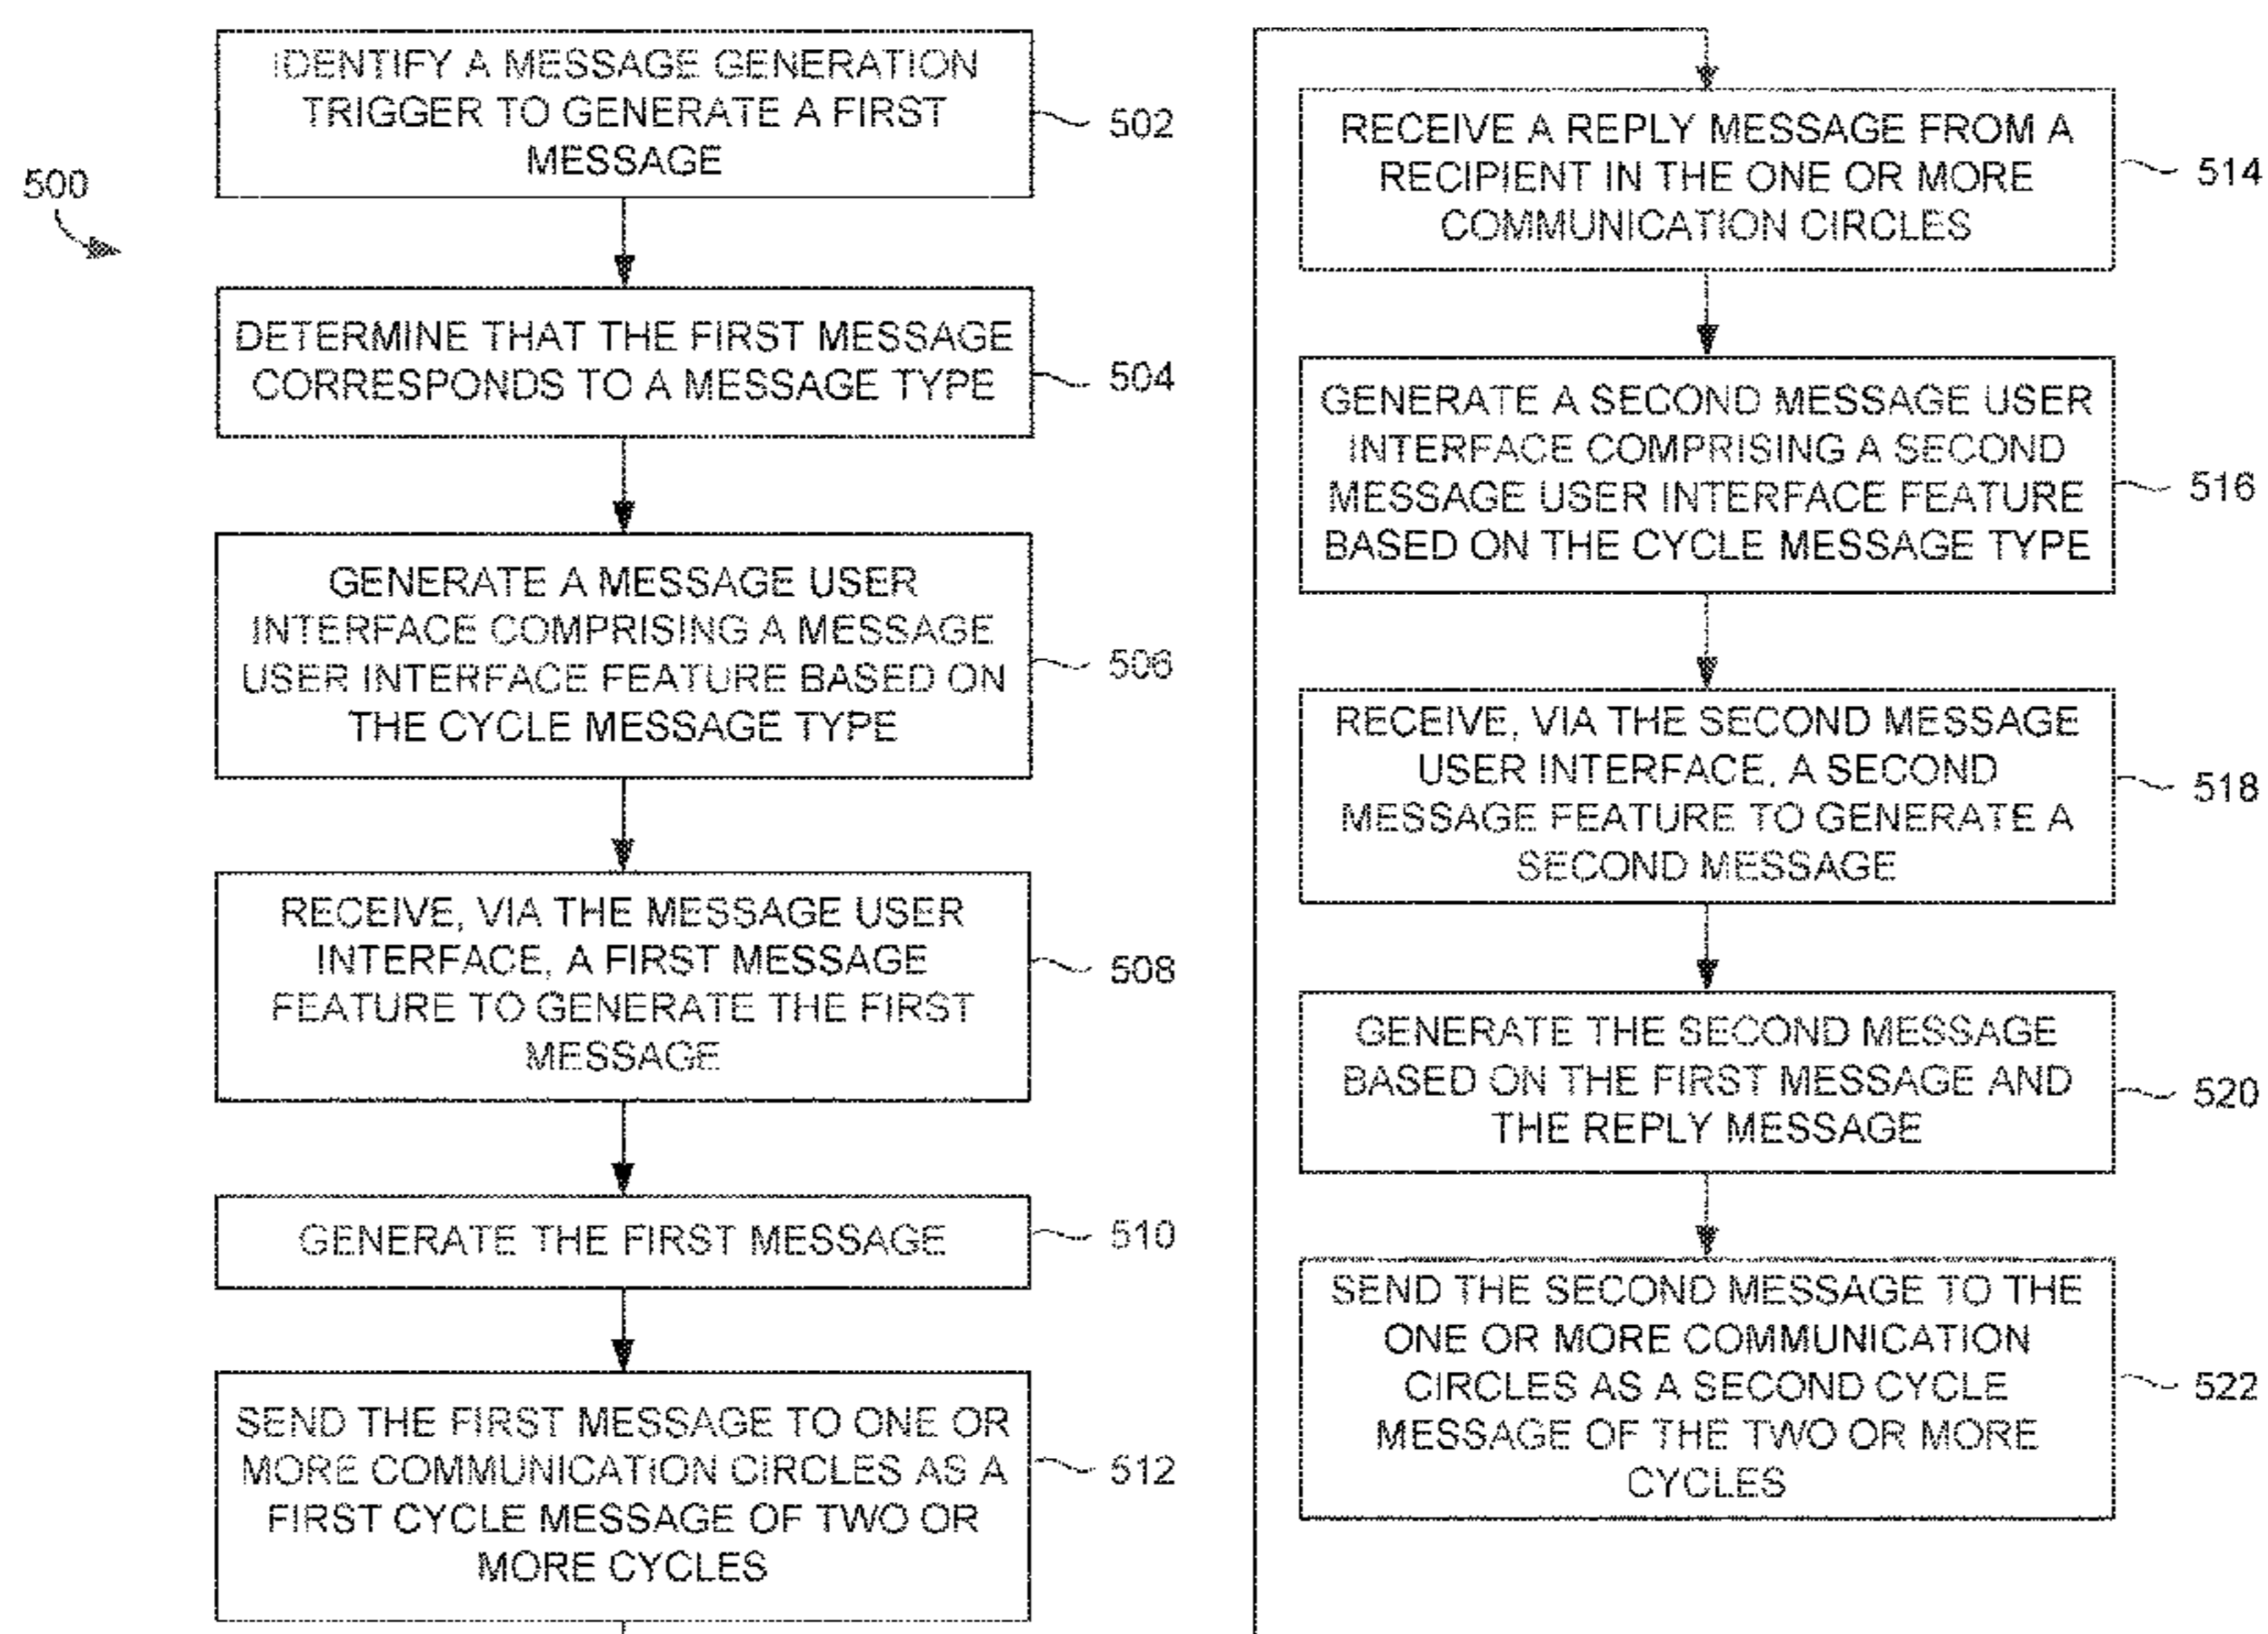 500
IDENTIFY A MESSAGE GENERATION
TRIGGER TO GENERATE A FIRST
MESSAGE
502
DETERMINE THAT THE FIRST MESSAGE
CORRESPONDS TO A MESSAGE TYPE
504
GENERATE A MESSAGE USER
INTERFACE COMPRISING A MESSAGE
USER INTERFACE FEATURE BASED ON
THE CYCLE MESSAGE TYPE
506
RECEIVE, VIA THE MESSAGE USER
INTERFACE, A FIRST MESSAGE
FEATURE TO GENERATE THE FIRST
MESSAGE
508
GENERATE THE FIRST MESSAGE
510
SEND THE FIRST MESSAGE TO ONE OR
MORE COMMUNICATION CIRCLES AS A
FIRST CYCLE MESSAGE OF TWO OR
MORE CYCLES
512
RECEIVE A REPLY MESSAGE FROM A
RECIPIENT IN THE ONE OR MORE
COMMUNICATION CIRCLES
514
GENERATE A SECOND MESSAGE USER
INTERFACE COMPRISING A SECOND
MESSAGE USER INTERFACE FEATURE
BASED ON THE CYCLE MESSAGE TYPE
516
RECEIVE, VIA THE SECOND MESSAGE
USER INTERFACE, A SECOND
MESSAGE FEATURE TO GENERATE A
SECOND MESSAGE
518
GENERATE THE SECOND MESSAGE
BASED ON THE FIRST MESSAGE AND
THE REPLY MESSAGE
520
SEND THE SECOND MESSAGE TO THE
ONE OR MORE COMMUNICATION
CIRCLES AS A SECOND CYCLE
MESSAGE OF THE TWO OR MORE
CYCLES
522